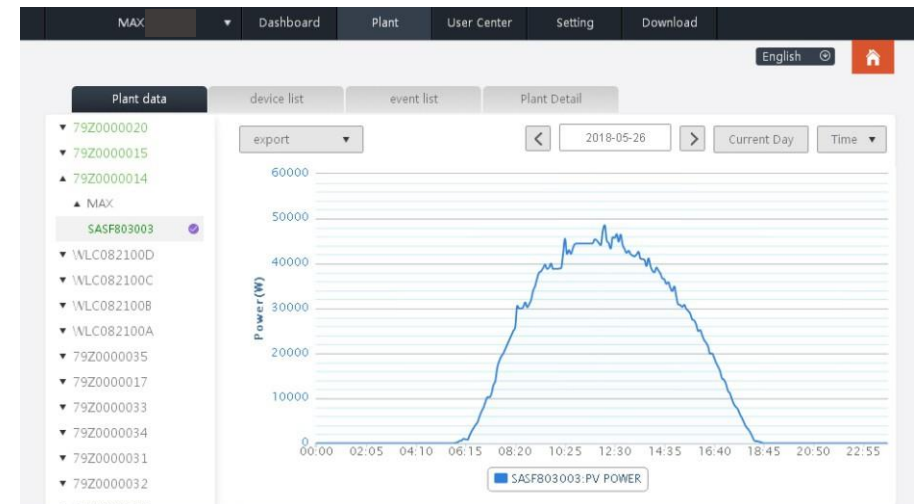 MAX Dashboard Plant User Center Setting Download
English
Plant data device list event list Plant Detail
79Z0000020
79Z0000015
79Z0000014
MAX
SASF803003
WLC082100D
WLC082100C
WLC082100B
WLC082100A
79Z0000035
79Z0000017
79Z0000033
79Z0000034
79Z0000031
79Z0000032
export 2018-05-26 Current Day Time
60000
50000
40000
30000
20000
10000
0
Power(W)
00:00 02:05 04:10 06:15 08:20 10:25 12:30 14:35 16:40 18:45 20:50 22:55
SASF803003:PV POWER